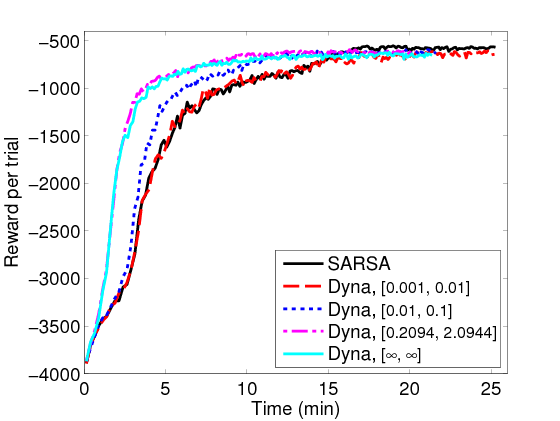 −500
−1000
−1500
−2000
−2500
−3000
−3500
−4000
Reward per trial
0 5 10 15 20 25
Time (min)
SARSA
Dyna, [0.001, 0.01]
Dyna, [0.01, 0.1]
Dyna, [0.2094, 2.0944]
Dyna, [∞, ∞]